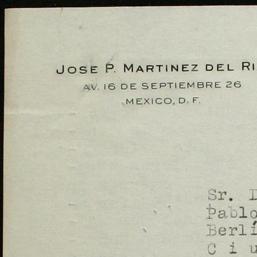 JOSE P. MARTINEZ DEL RI
AV. 16 DE SEPTIEMBRE 26
MEXICO, D. F.
Sr. D
Pablo
Berlí
C i u